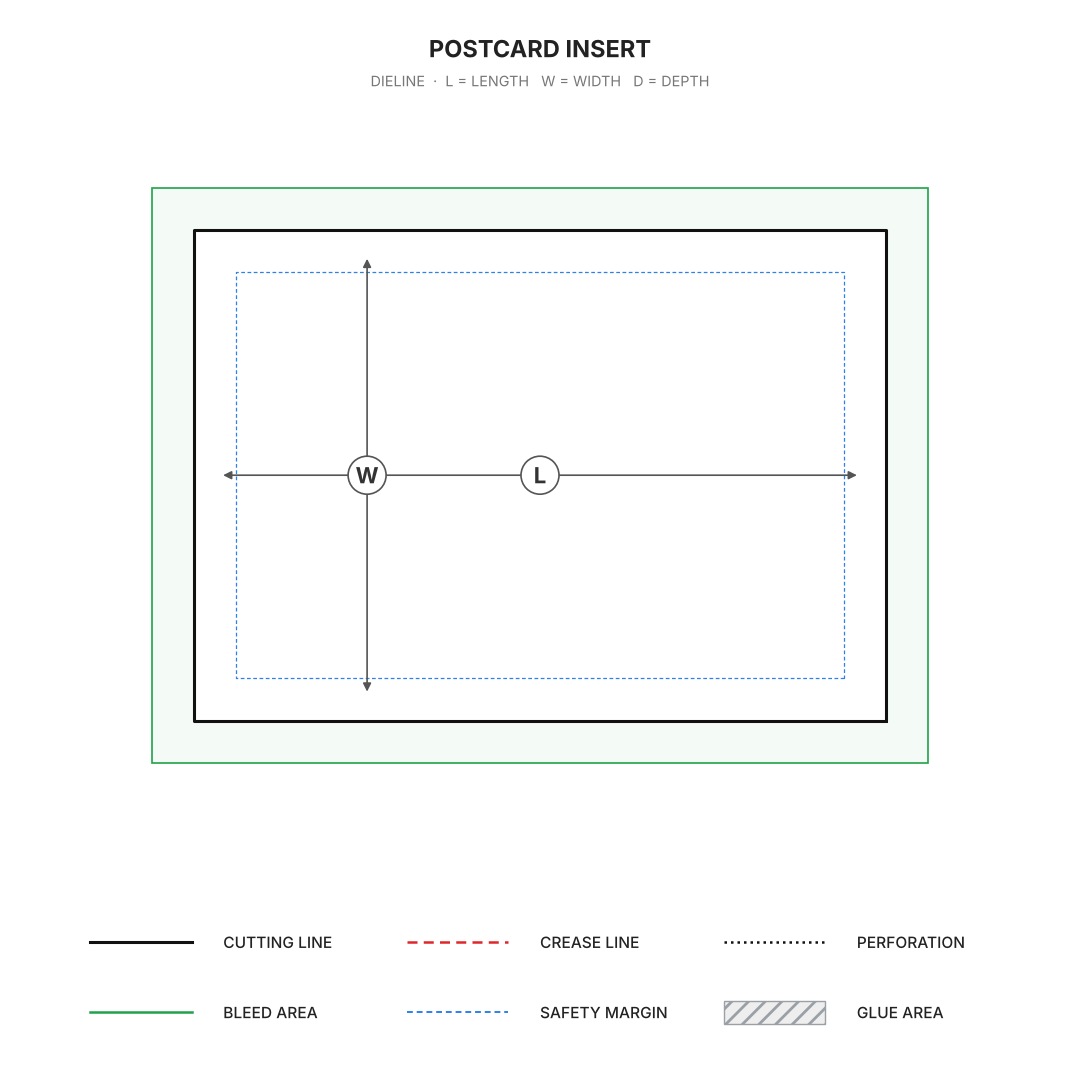 POSTCARD INSERT
DIELINE · L = LENGTH W = WIDTH D = DEPTH
W L
CUTTING LINE CREASE LINE PERFORATION
BLEED AREA SAFETY MARGIN GLUE AREA